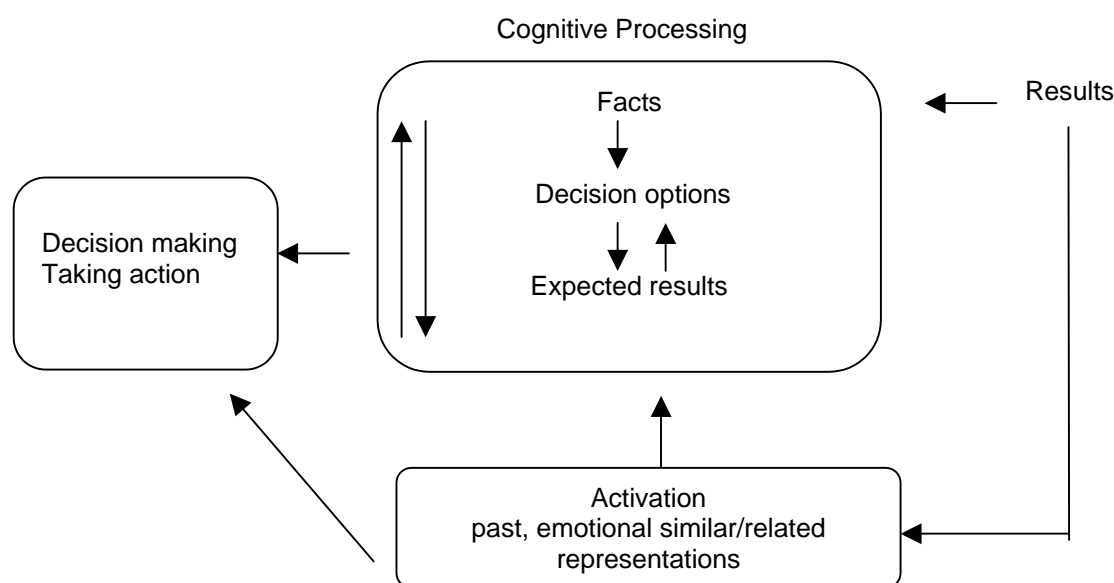 Cognitive Processing
Facts
Results
Decision options
Decision making
Taking action
Expected results
Activation
past, emotional similar/related
representations